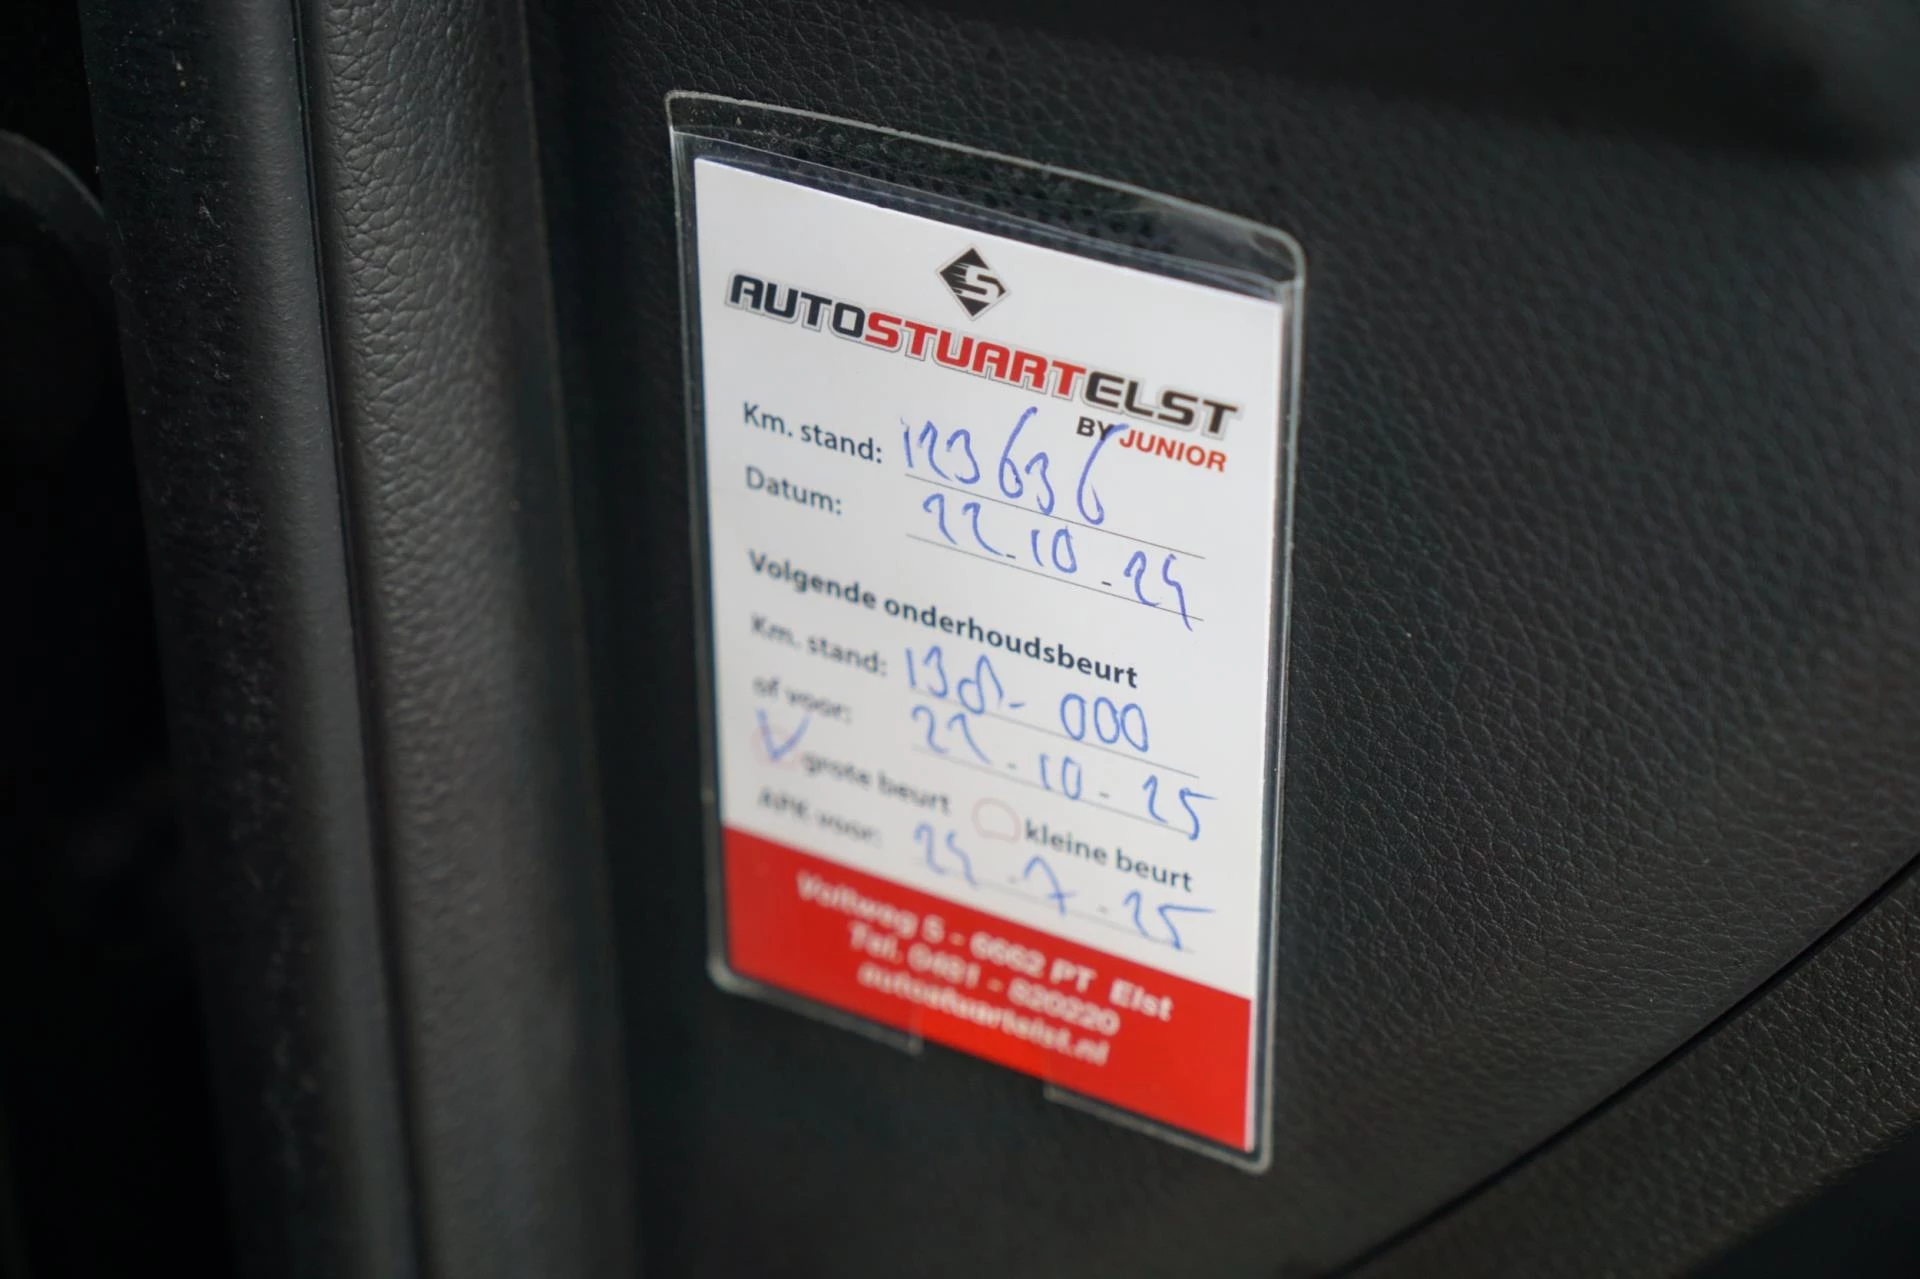 S
AUTOSTUARTELST
BY JUNIOR
Km. stand: 123636
Datum: 22-10-24
Volgende onderhoudsbeurt
Km. stand: 138-000
of voor: 22-10-25
grote beurt kleine beurt
APK voor: 24-7-25
5 - 6662 PT Elst
Tel. 0481 - 820220
autostuartelst.nl